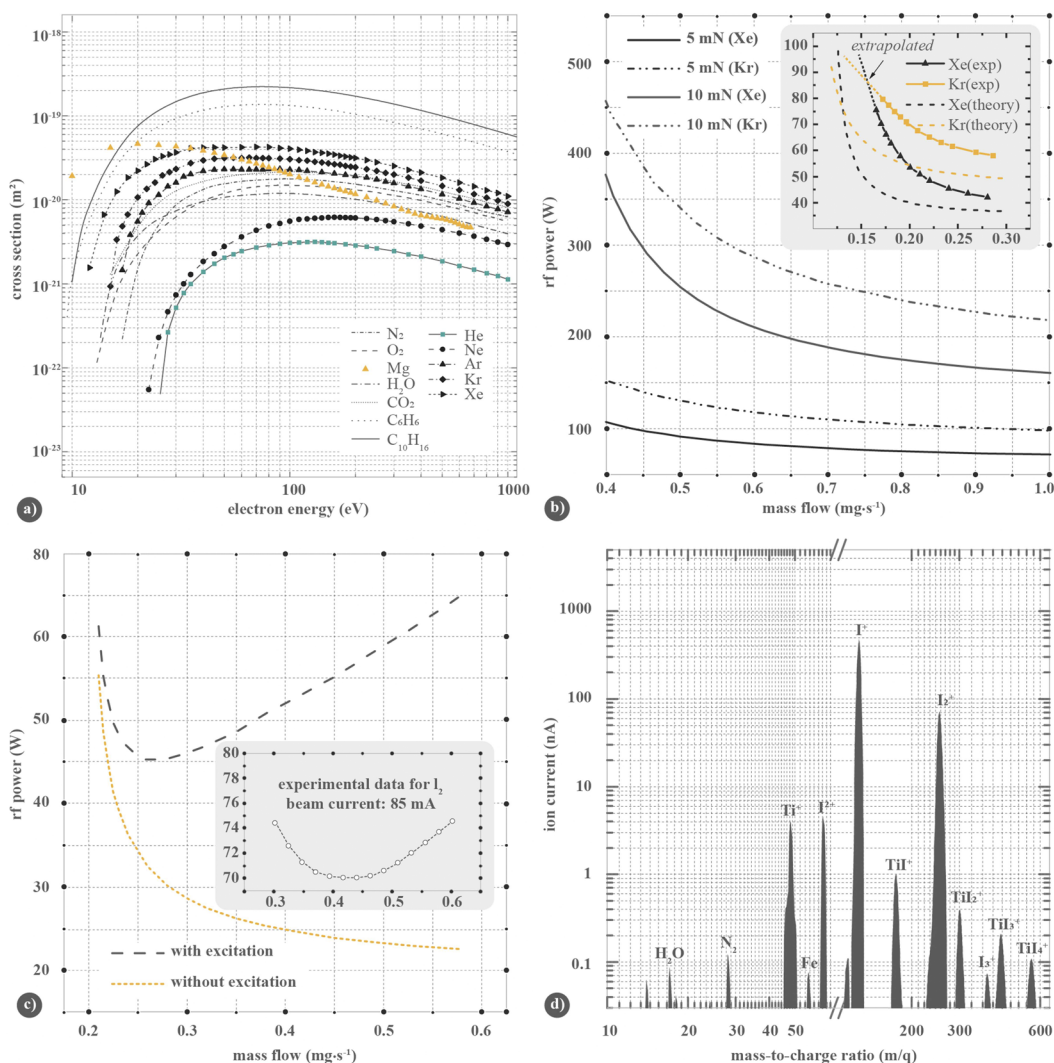 10⁻¹⁸
10⁻¹⁹
10⁻²⁰
10⁻²¹
10⁻²²
10⁻²³
cross section (m²)
N₂
O₂
Mg
H₂O
CO₂
C₆H₆
C₁₀H₁₆
He
Ne
Ar
Kr
Xe
10
100
1000
electron energy (eV)
a)
500
450
400
300
250
200
100
rf power (W)
5 mN (Xe)
5 mN (Kr)
10 mN (Xe)
10 mN (Kr)
extrapolated
100
90
80
70
60
50
40
Xe(exp)
Kr(exp)
Xe(theory)
Kr(theory)
0.15
0.20
0.25
0.30
0.4
0.5
0.6
0.7
0.8
0.9
1.0
mass flow (mg·s⁻¹)
b)
80
60
50
40
30
20
rf power (W)
80
78
76
74
72
70
experimental data for I₂
beam current: 85 mA
0.3
0.4
0.5
0.6
with excitation
without excitation
0.2
0.3
0.4
0.5
0.6
mass flow (mg·s⁻¹)
c)
1000
100
10
1
0.1
ion current (nA)
I⁺
I₂⁺
Ti⁺
I²⁺
TiI⁺
TiI₂⁺
TiI₃⁺
I₃⁺
TiI₄⁺
H₂O
N₂
Fe
10
20
30
40
50
200
300
600
mass-to-charge ratio (m/q)
d)